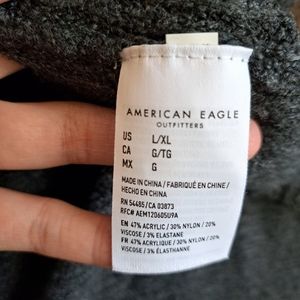 AMERICAN EAGLE
OUTFITTERS
US L/XL
CA G/TG
MX G
MADE IN CHINA / FABRIQUÉ EN CHINE /
HECHO EN CHINA
RN 54485/CA 03873
RFC# AEM120605U9A
EN 47% ACRYLIC / 30% NYLON / 20%
VISCOSE / 3% ELASTANE
FR 47% ACRYLIQUE / 30% NYLON / 20%
VISCOSE / 3% ÉLASTHANNE